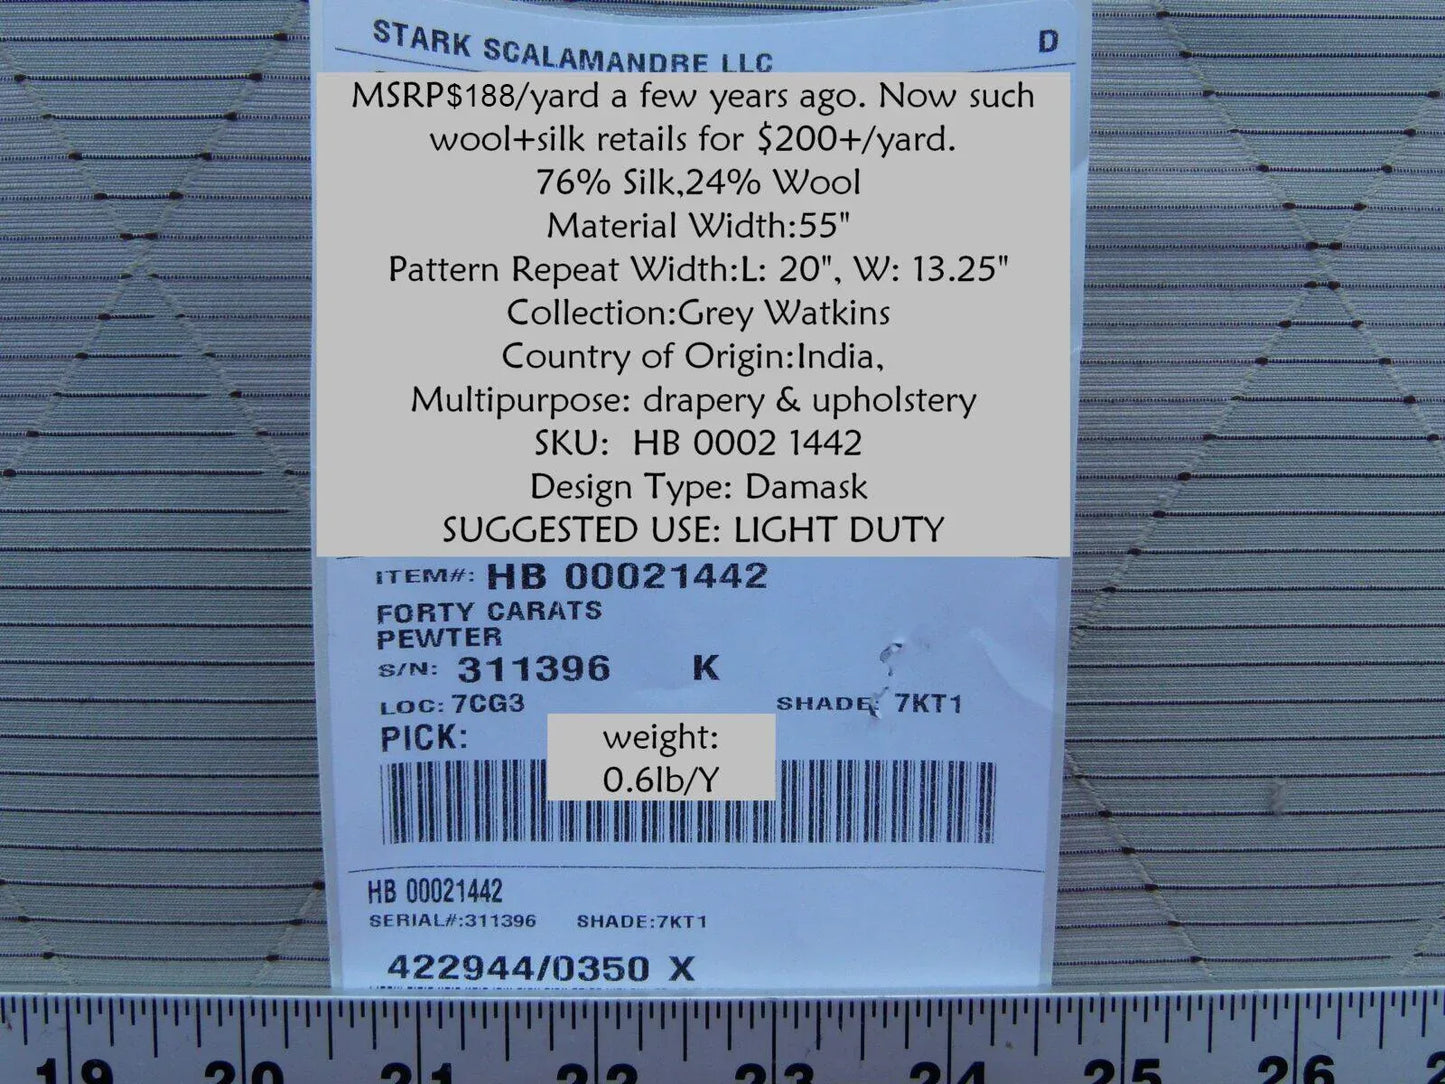 STARK SCALAMANDRE LLC D
MSRP$188/yard a few years ago. Now such
wool+silk retails for $200+/yard.
76% Silk,24% Wool
Material Width:55"
Pattern Repeat Width:L: 20", W: 13.25"
Collection:Grey Watkins
Country of Origin:India,
Multipurpose: drapery & upholstery
SKU: HB 0002 1442
Design Type: Damask
SUGGESTED USE: LIGHT DUTY
ITEM#: HB 00021442
FORTY CARATS
PEWTER
S/N: 311396 K
LOC: 7CG3 SHADE: 7KT1
PICK:
weight:
0.6lb/Y
HB 00021442
SERIAL#:311396 SHADE:7KT1
422944/0350 X
19 20 21 22 23 24 25 26